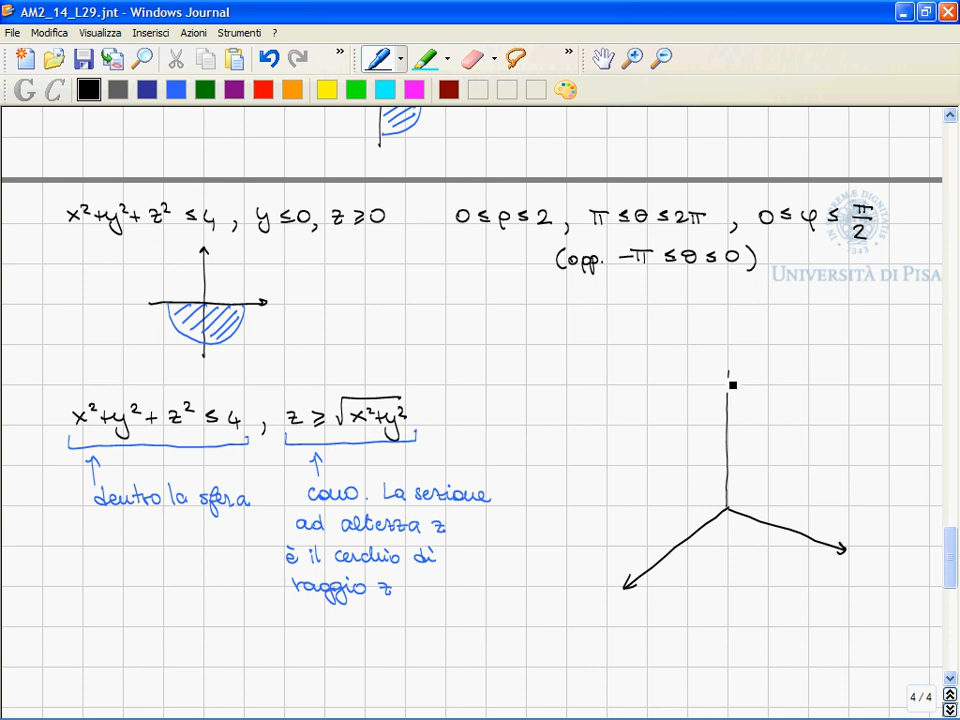 AM2_14_L29.jnt - Windows Journal
File Modifica Visualizza Inserisci Azioni Strumenti ?
x²+y²+z² ≤ 4, y ≤ 0, z ≥ 0 0 ≤ ρ ≤ 2, π ≤ θ ≤ 2π, 0 ≤ φ ≤ π/2
(opp. -π ≤ θ ≤ 0)
UNIVERSITÀ DI PISA
x²+y²+z² ≤ 4, z ≥ √x²+y²
dentro la sfera
cono. La sezione
ad altezza z
è il cerchio di
raggio z
4 / 4